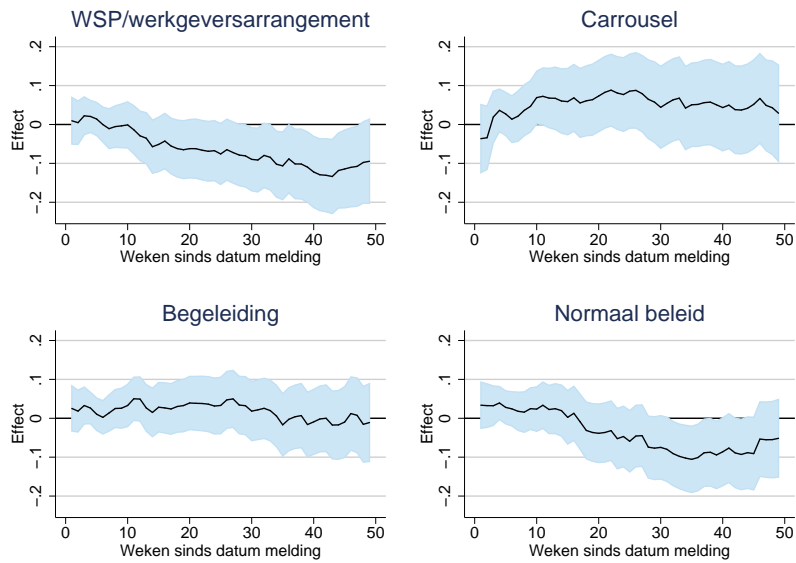 WSP/werkgeversarrangement
Effect
.2
.1
0
-.1
-.2
0 10 20 30 40 50
Weken sinds datum melding
Carrousel
Effect
.2
.1
0
-.1
-.2
0 10 20 30 40 50
Weken sinds datum melding
Begeleiding
Effect
.2
.1
0
-.1
-.2
0 10 20 30 40 50
Weken sinds datum melding
Normaal beleid
Effect
.2
.1
0
-.1
-.2
0 10 20 30 40 50
Weken sinds datum melding